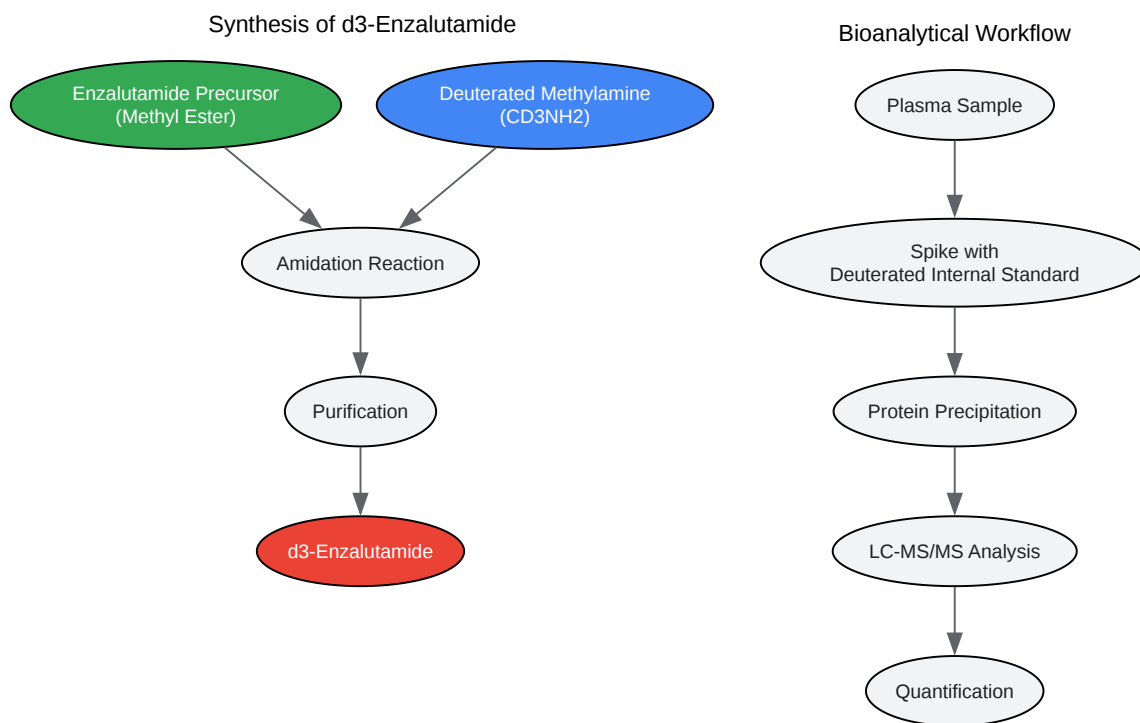 Synthesis of d3-Enzalutamide
Enzalutamide Precursor
(Methyl Ester)
Deuterated Methylamine
(CD3NH2)
Amidation Reaction
Purification
d3-Enzalutamide
Bioanalytical Workflow
Plasma Sample
Spike with
Deuterated Internal Standard
Protein Precipitation
LC-MS/MS Analysis
Quantification